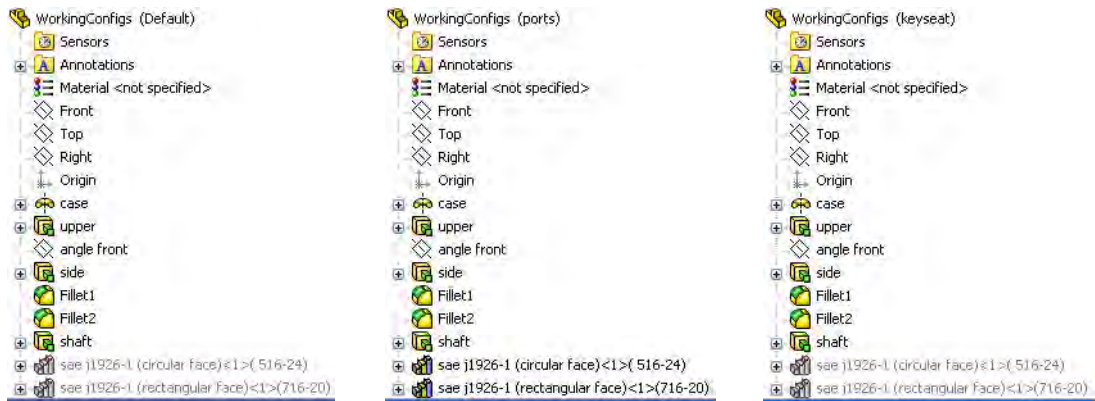 WorkingConfigs (Default)
Sensors
Annotations
Material <not specified>
Front
Top
Right
Origin
case
upper
angle front
side
Fillet1
Fillet2
shaft
sae j1926-1 (circular face)<1>( 516-24)
sae j1926-1 (rectangular face)<1>(716-20)
WorkingConfigs (ports)
Sensors
Annotations
Material <not specified>
Front
Top
Right
Origin
case
upper
angle front
side
Fillet1
Fillet2
shaft
sae j1926-1 (circular face)<1>( 516-24)
sae j1926-1 (rectangular face)<1>(716-20)
WorkingConfigs (keyseat)
Sensors
Annotations
Material <not specified>
Front
Top
Right
Origin
case
upper
angle front
side
Fillet1
Fillet2
shaft
sae j1926-1 (circular face)<1>( 516-24)
sae j1926-1 (rectangular face)<1>(716-20)